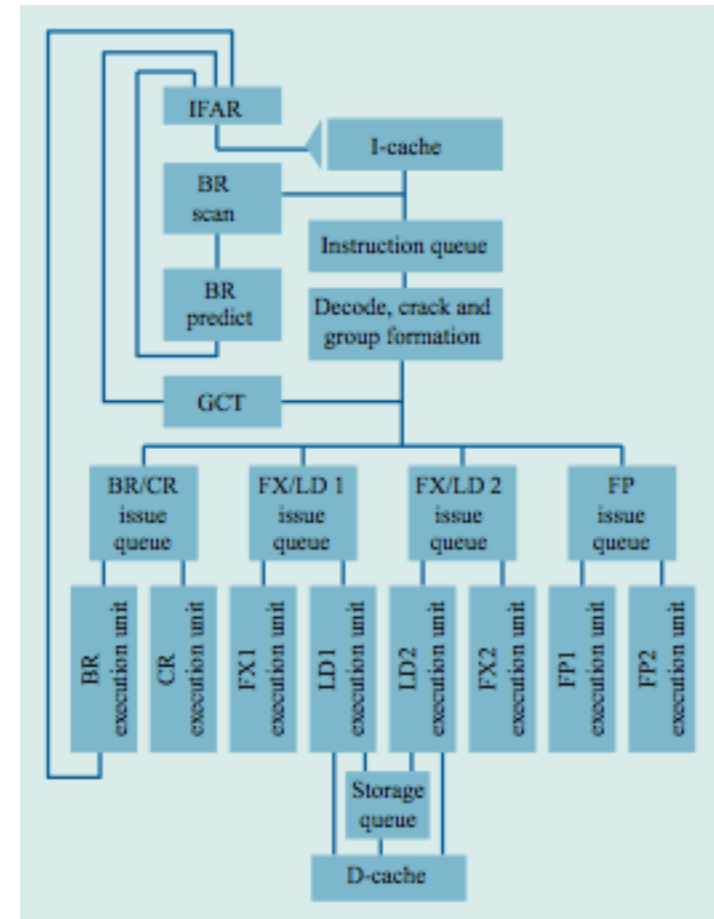 IFAR
I-cache
BR
scan
Instruction queue
BR
predict
Decode, crack and
group formation
GCT
BR/CR
issue
queue
FX/LD 1
issue
queue
FX/LD 2
issue
queue
FP
issue
queue
BR
execution unit
CR
execution unit
FX1
execution unit
LD1
execution unit
LD2
execution unit
FX2
execution unit
FP1
execution unit
FP2
execution unit
Storage
queue
D-cache